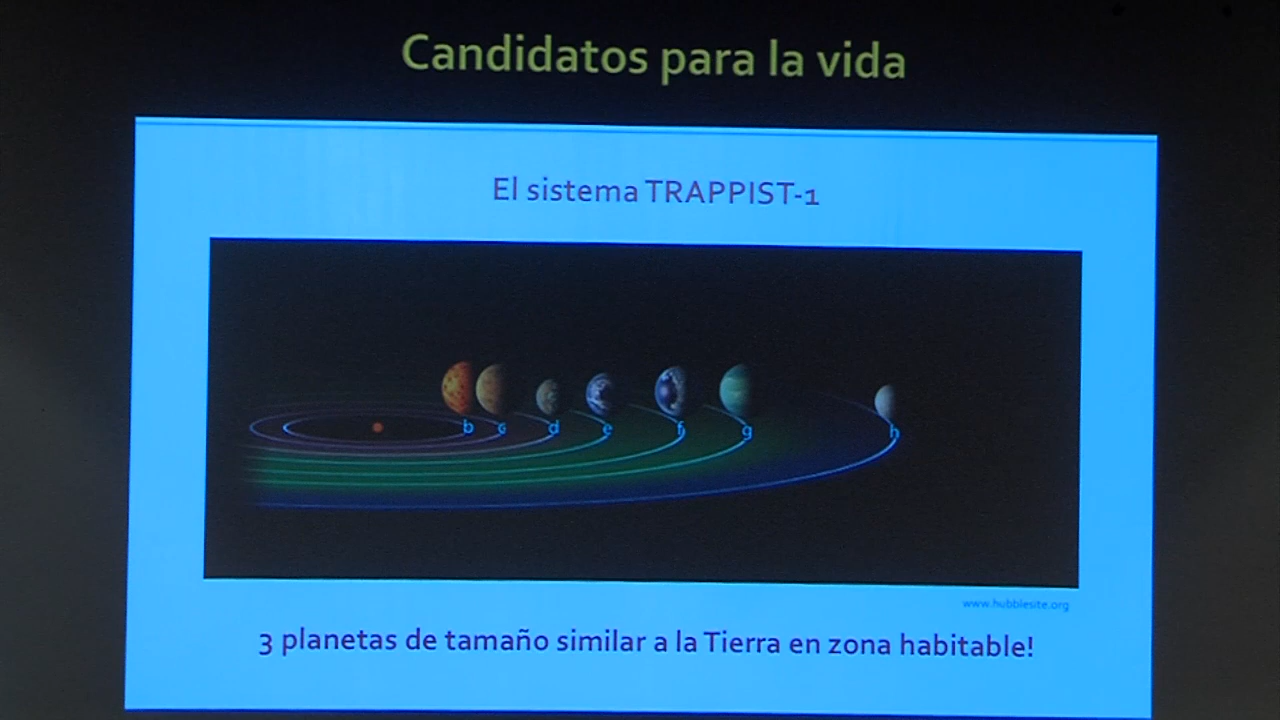 Candidatos para la vida
El sistema TRAPPIST-1
b c d e f g h
www.hubblesite.org
3 planetas de tamaño similar a la Tierra en zona habitable!